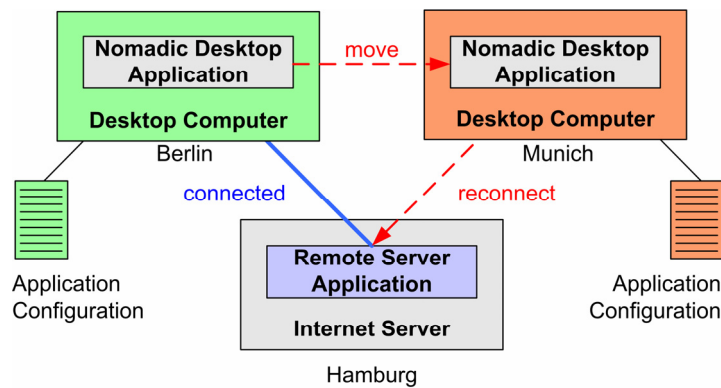 Nomadic Desktop
Application
Desktop Computer
Berlin
move
Nomadic Desktop
Application
Desktop Computer
Munich
connected
reconnect
Application
Configuration
Remote Server
Application
Internet Server
Hamburg
Application
Configuration